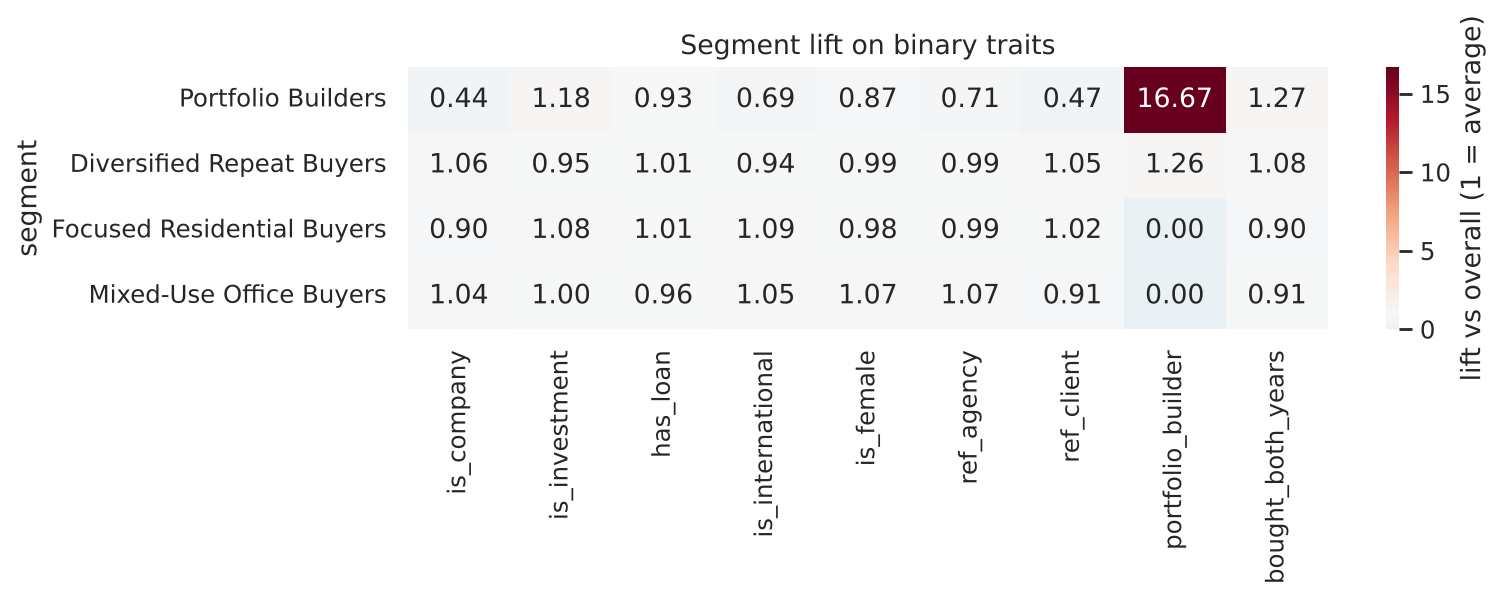 Segment lift on binary traits
segment
Portfolio Builders 0.44 1.18 0.93 0.69 0.87 0.71 0.47 16.67 1.27
Diversified Repeat Buyers 1.06 0.95 1.01 0.94 0.99 0.99 1.05 1.26 1.08
Focused Residential Buyers 0.90 1.08 1.01 1.09 0.98 0.99 1.02 0.00 0.90
Mixed-Use Office Buyers 1.04 1.00 0.96 1.05 1.07 1.07 0.91 0.00 0.91
is_company
is_investment
has_loan
is_international
is_female
ref_agency
ref_client
portfolio_builder
bought_both_years
15
10
5
0
lift vs overall (1 = average)